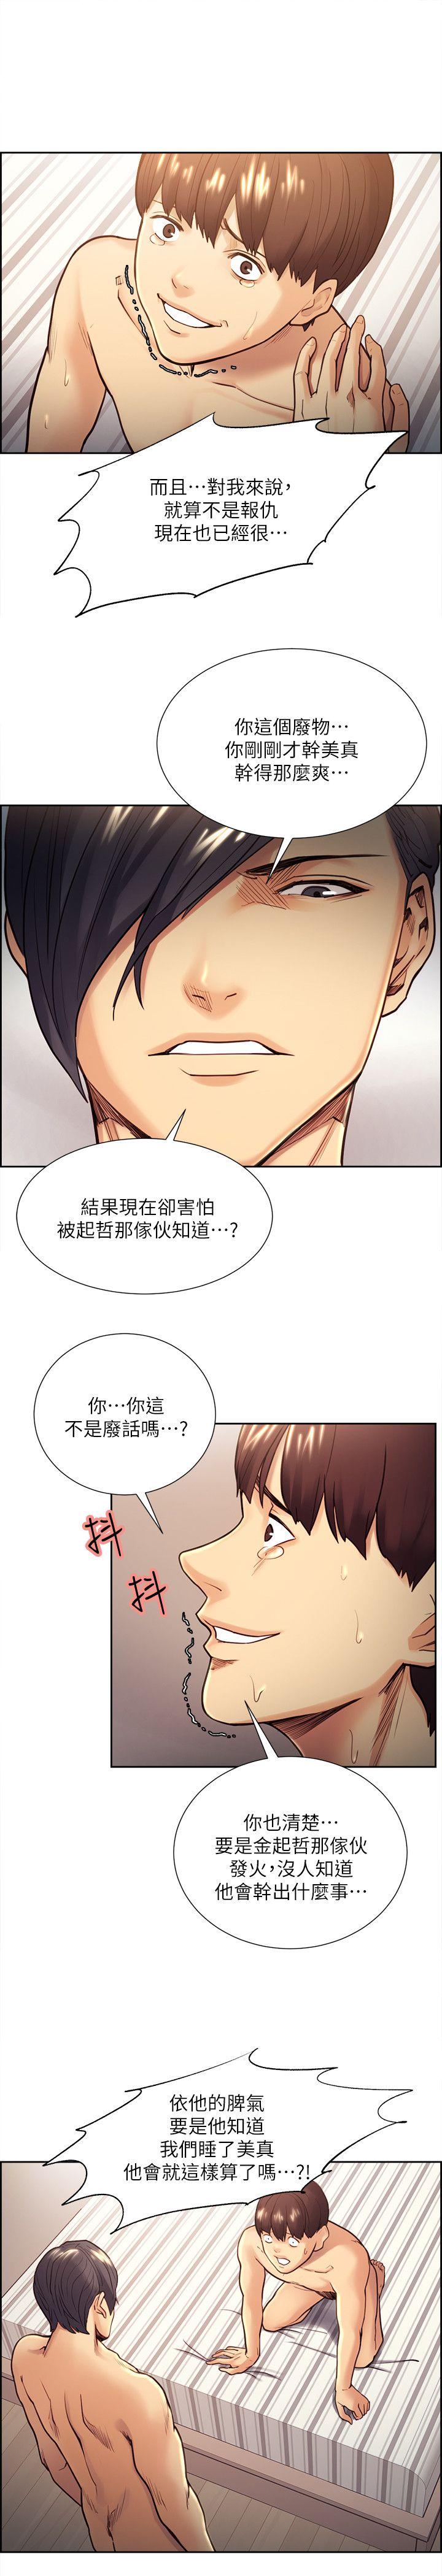 而且⋯對我來說，
就算不是報仇
現在也已經很⋯
你這個廢物⋯
你剛剛才幹美真
幹得那麼爽⋯
結果現在卻害怕
被起哲那傢伙知道⋯?
你⋯你這
不是廢話嗎⋯?
抖
抖
你也清楚⋯
要是金起哲那傢伙
發火，沒人知道
他會幹出什麼事⋯
依他的脾氣
要是他知道
我們睡了美真
他會就這樣算了嗎⋯?!